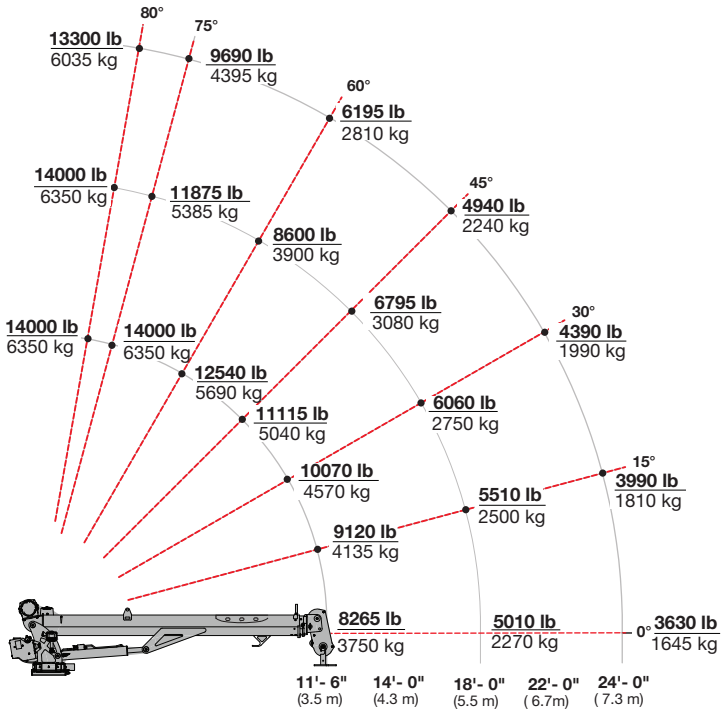 80°
75°
13300 lb
6035 kg
9690 lb
4395 kg
60°
6195 lb
2810 kg
14000 lb
6350 kg
11875 lb
5385 kg
45°
4940 lb
2240 kg
8600 lb
3900 kg
6795 lb
3080 kg
30°
4390 lb
1990 kg
14000 lb
6350 kg
14000 lb
6350 kg
12540 lb
5690 kg
11115 lb
5040 kg
6060 lb
2750 kg
10070 lb
4570 kg
15°
3990 lb
1810 kg
5510 lb
2500 kg
9120 lb
4135 kg
8265 lb
3750 kg
5010 lb
2270 kg
0°
3630 lb
1645 kg
11'- 6" 14'- 0" 18'- 0" 22'- 0" 24'- 0"
(3.5 m) (4.3 m) (5.5 m) ( 6.7m) ( 7.3 m)